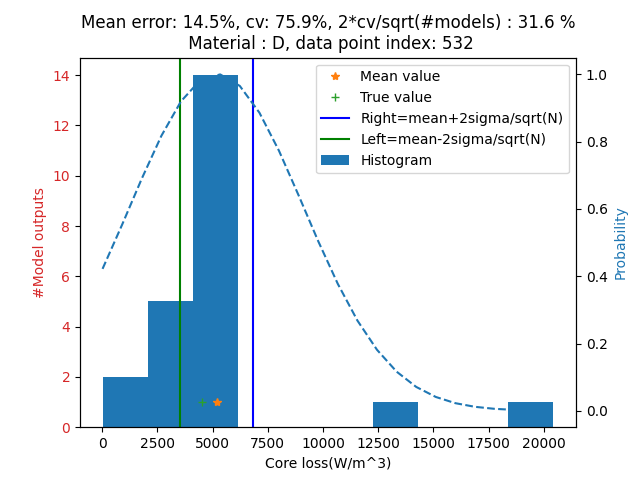 Mean error: 14.5%, cv: 75.9%, 2*cv/sqrt(#models) : 31.6 %
Material : D, data point index: 532
Mean value
True value
Right=mean+2sigma/sqrt(N)
Left=mean-2sigma/sqrt(N)
Histogram
#Model outputs
14
12
10
8
6
4
2
0
1.0
0.8
0.6
0.4
0.2
0.0
Probability
0 2500 5000 7500 10000 12500 15000 17500 20000
Core loss(W/m^3)